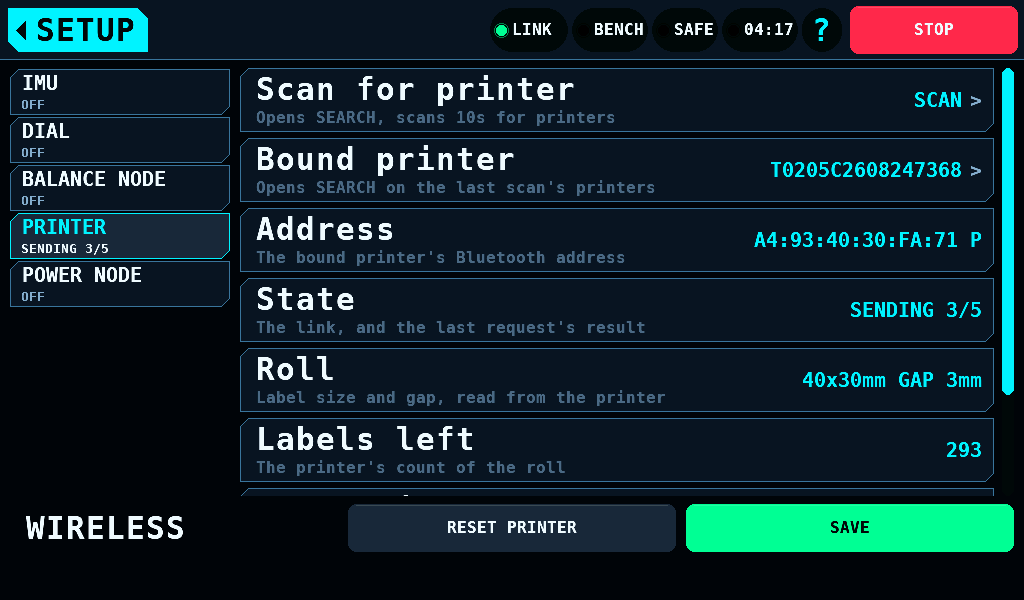 SETUP
LINK
BENCH
SAFE
04:17
?
STOP
IMU
OFF
DIAL
OFF
BALANCE NODE
OFF
PRINTER
SENDING 3/5
POWER NODE
OFF
Scan for printer
Opens SEARCH, scans 10s for printers
SCAN >
Bound printer
Opens SEARCH on the last scan's printers
T0205C2608247368 >
Address
The bound printer's Bluetooth address
A4:93:40:30:FA:71 P
State
The link, and the last request's result
SENDING 3/5
Roll
Label size and gap, read from the printer
40x30mm GAP 3mm
Labels left
The printer's count of the roll
293
WIRELESS
RESET PRINTER
SAVE